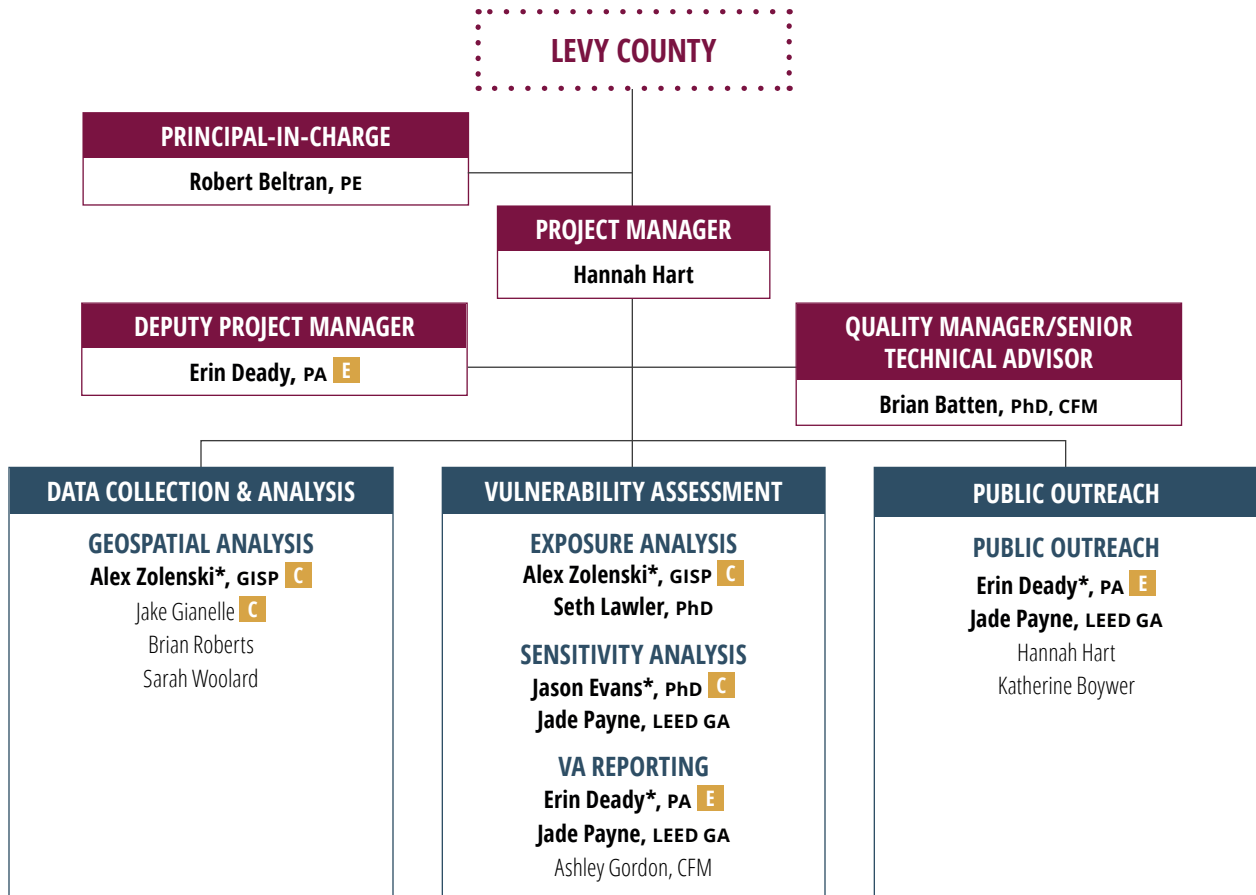 LEVY COUNTY
PRINCIPAL-IN-CHARGE
Robert Beltran, PE
PROJECT MANAGER
Hannah Hart
DEPUTY PROJECT MANAGER
Erin Deady, PA E
QUALITY MANAGER/SENIOR
TECHNICAL ADVISOR
Brian Batten, PhD, CFM
DATA COLLECTION & ANALYSIS
GEOSPATIAL ANALYSIS
Alex Zolenski*, GISP C
Jake Gianelle C
Brian Roberts
Sarah Woolard
VULNERABILITY ASSESSMENT
EXPOSURE ANALYSIS
Alex Zolenski*, GISP C
Seth Lawler, PhD
SENSITIVITY ANALYSIS
Jason Evans*, PhD C
Jade Payne, LEED GA
VA REPORTING
Erin Deady*, PA E
Jade Payne, LEED GA
Ashley Gordon, CFM
PUBLIC OUTREACH
PUBLIC OUTREACH
Erin Deady*, PA E
Jade Payne, LEED GA
Hannah Hart
Katherine Boywer